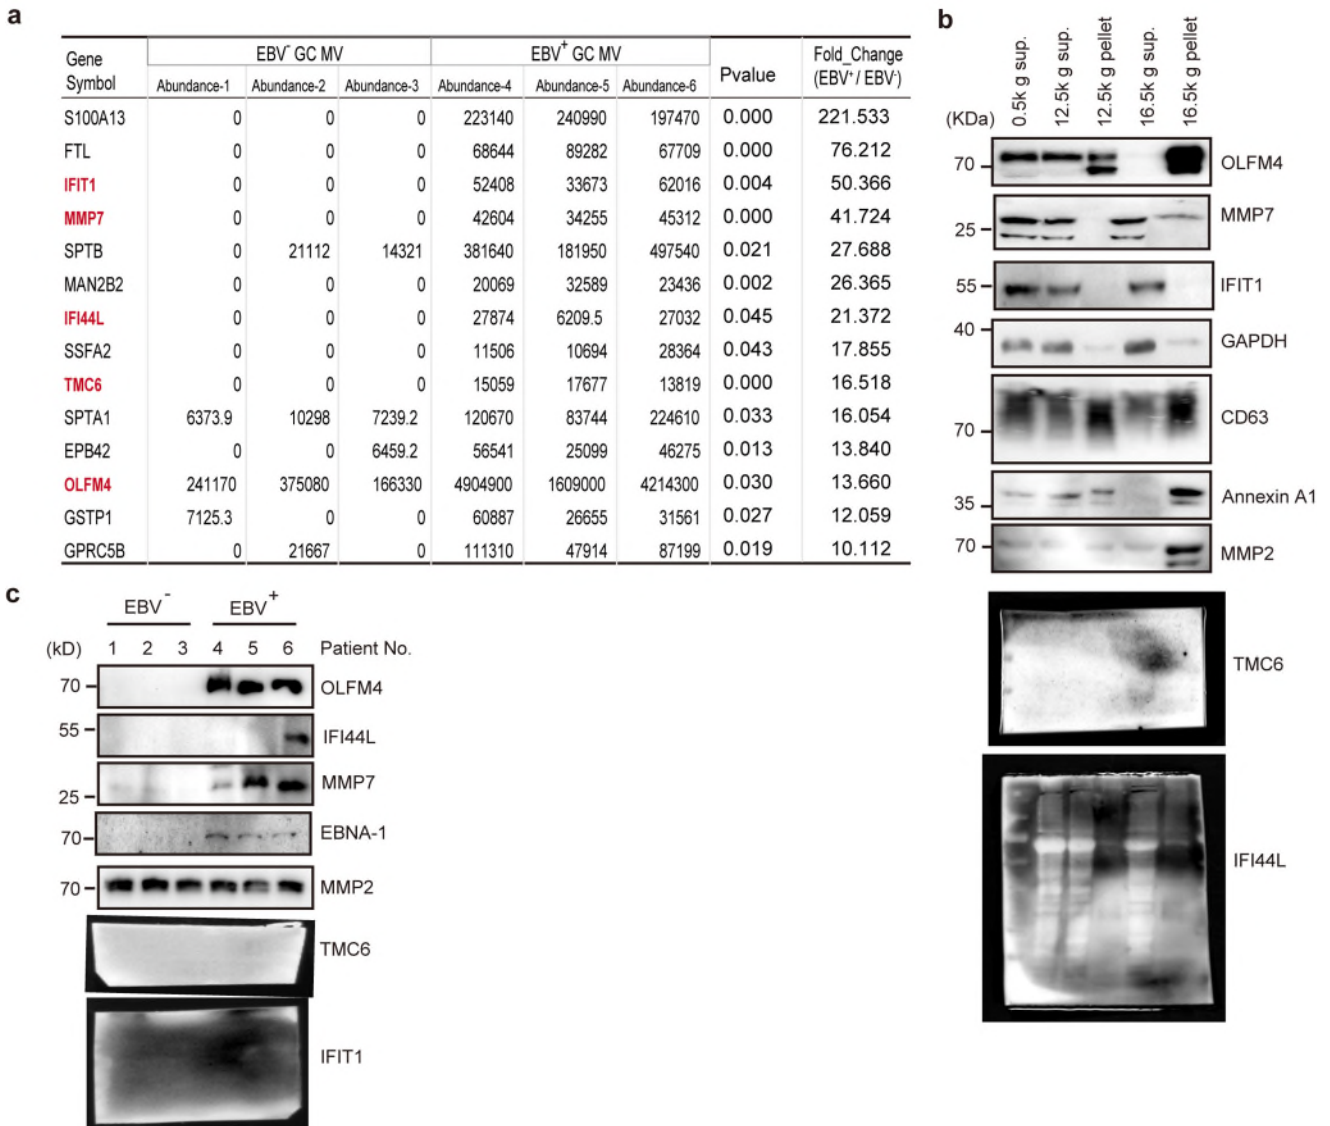 a
Gene Symbol EBV⁻ GC MV EBV⁺ GC MV Pvalue Fold_Change (EBV⁺/ EBV⁻)
Abundance-1 Abundance-2 Abundance-3 Abundance-4 Abundance-5 Abundance-6
S100A13 0 0 0 223140 240990 197470 0.000 221.533
FTL 0 0 0 68644 89282 67709 0.000 76.212
IFIT1 0 0 0 52408 33673 62016 0.004 50.366
MMP7 0 0 0 42604 34255 45312 0.000 41.724
SPTB 0 21112 14321 381640 181950 497540 0.021 27.688
MAN2B2 0 0 0 20069 32589 23436 0.002 26.365
IFI44L 0 0 0 27874 6209.5 27032 0.045 21.372
SSFA2 0 0 0 11506 10694 28364 0.043 17.855
TMC6 0 0 0 15059 17677 13819 0.000 16.518
SPTA1 6373.9 10298 7239.2 120670 83744 224610 0.033 16.054
EPB42 0 0 6459.2 56541 25099 46275 0.013 13.840
OLFM4 241170 375080 166330 4904900 1609000 4214300 0.030 13.660
GSTP1 7125.3 0 0 60887 26655 31561 0.027 12.059
GPRC5B 0 21667 0 111310 47914 87199 0.019 10.112
b
(KDa) 0.5k g sup. 12.5k g sup. 12.5k g pellet 16.5k g sup. 16.5k g pellet
70 OLFM4
25 MMP7
55 IFIT1
40 GAPDH
70 CD63
35 Annexin A1
70 MMP2
TMC6
IFI44L
c
EBV⁻ EBV⁺
(kD) 1 2 3 4 5 6 Patient No.
70 OLFM4
55 IFI44L
25 MMP7
70 EBNA-1
70 MMP2
TMC6
IFIT1